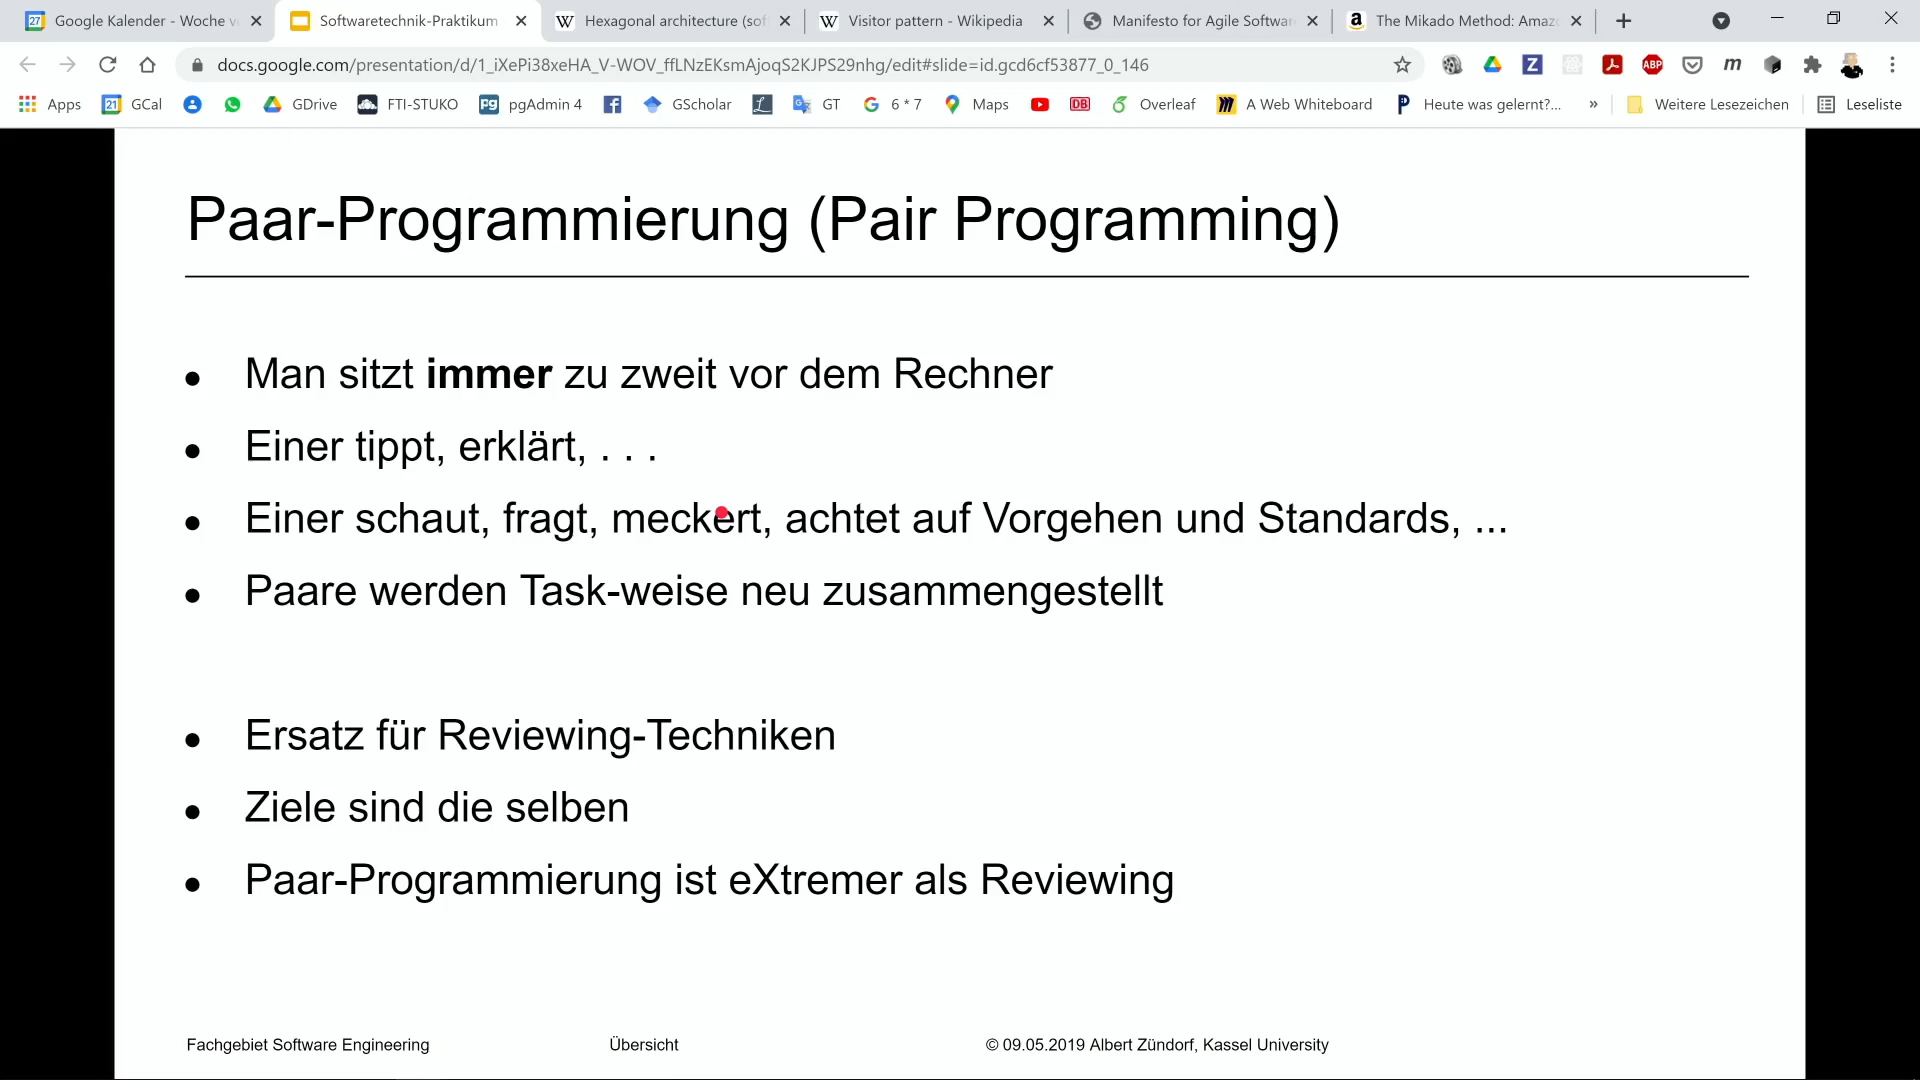 Google Kalender - Woche v
Softwaretechnik-Praktikum
Hexagonal architecture (sof
Visitor pattern - Wikipedia
Manifesto for Agile Softwar
The Mikado Method: Amaz
docs.google.com/presentation/d/1_iXePi38xeHA_V-WOV_ffLNzEKsmAjoqS2KJPS29nhg/edit#slide=id.gcd6cf53877_0_146
Apps GCal GDrive FTI-STUKO pgAdmin 4 GScholar GT 6 * 7 Maps DB Overleaf A Web Whiteboard Heute was gelernt?... » Weitere Lesezeichen Leseliste
Paar-Programmierung (Pair Programming)
● Man sitzt immer zu zweit vor dem Rechner
● Einer tippt, erklärt, . . .
● Einer schaut, fragt, meckert, achtet auf Vorgehen und Standards, ...
● Paare werden Task-weise neu zusammengestellt
● Ersatz für Reviewing-Techniken
● Ziele sind die selben
● Paar-Programmierung ist eXtremer als Reviewing
Fachgebiet Software Engineering Übersicht © 09.05.2019 Albert Zündorf, Kassel University